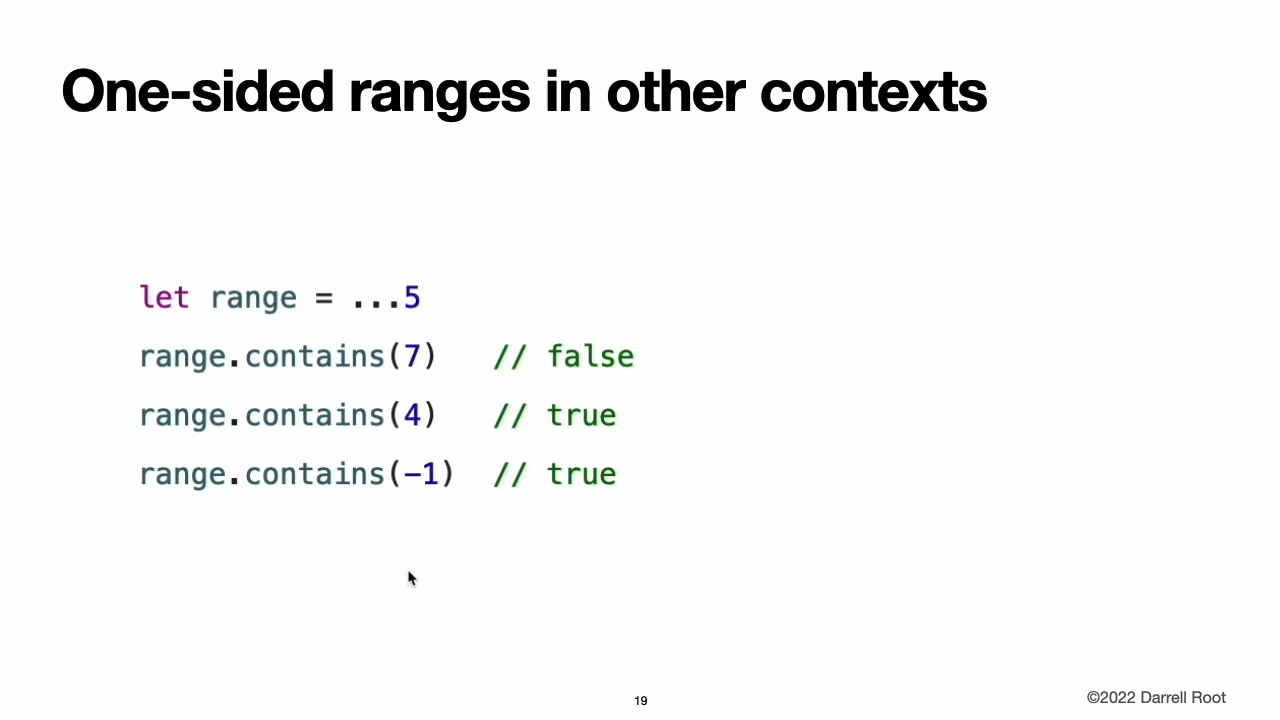 One-sided ranges in other contexts
let range = ...5
range.contains(7)   // false
range.contains(4)   // true
range.contains(-1)  // true
19
©2022 Darrell Root